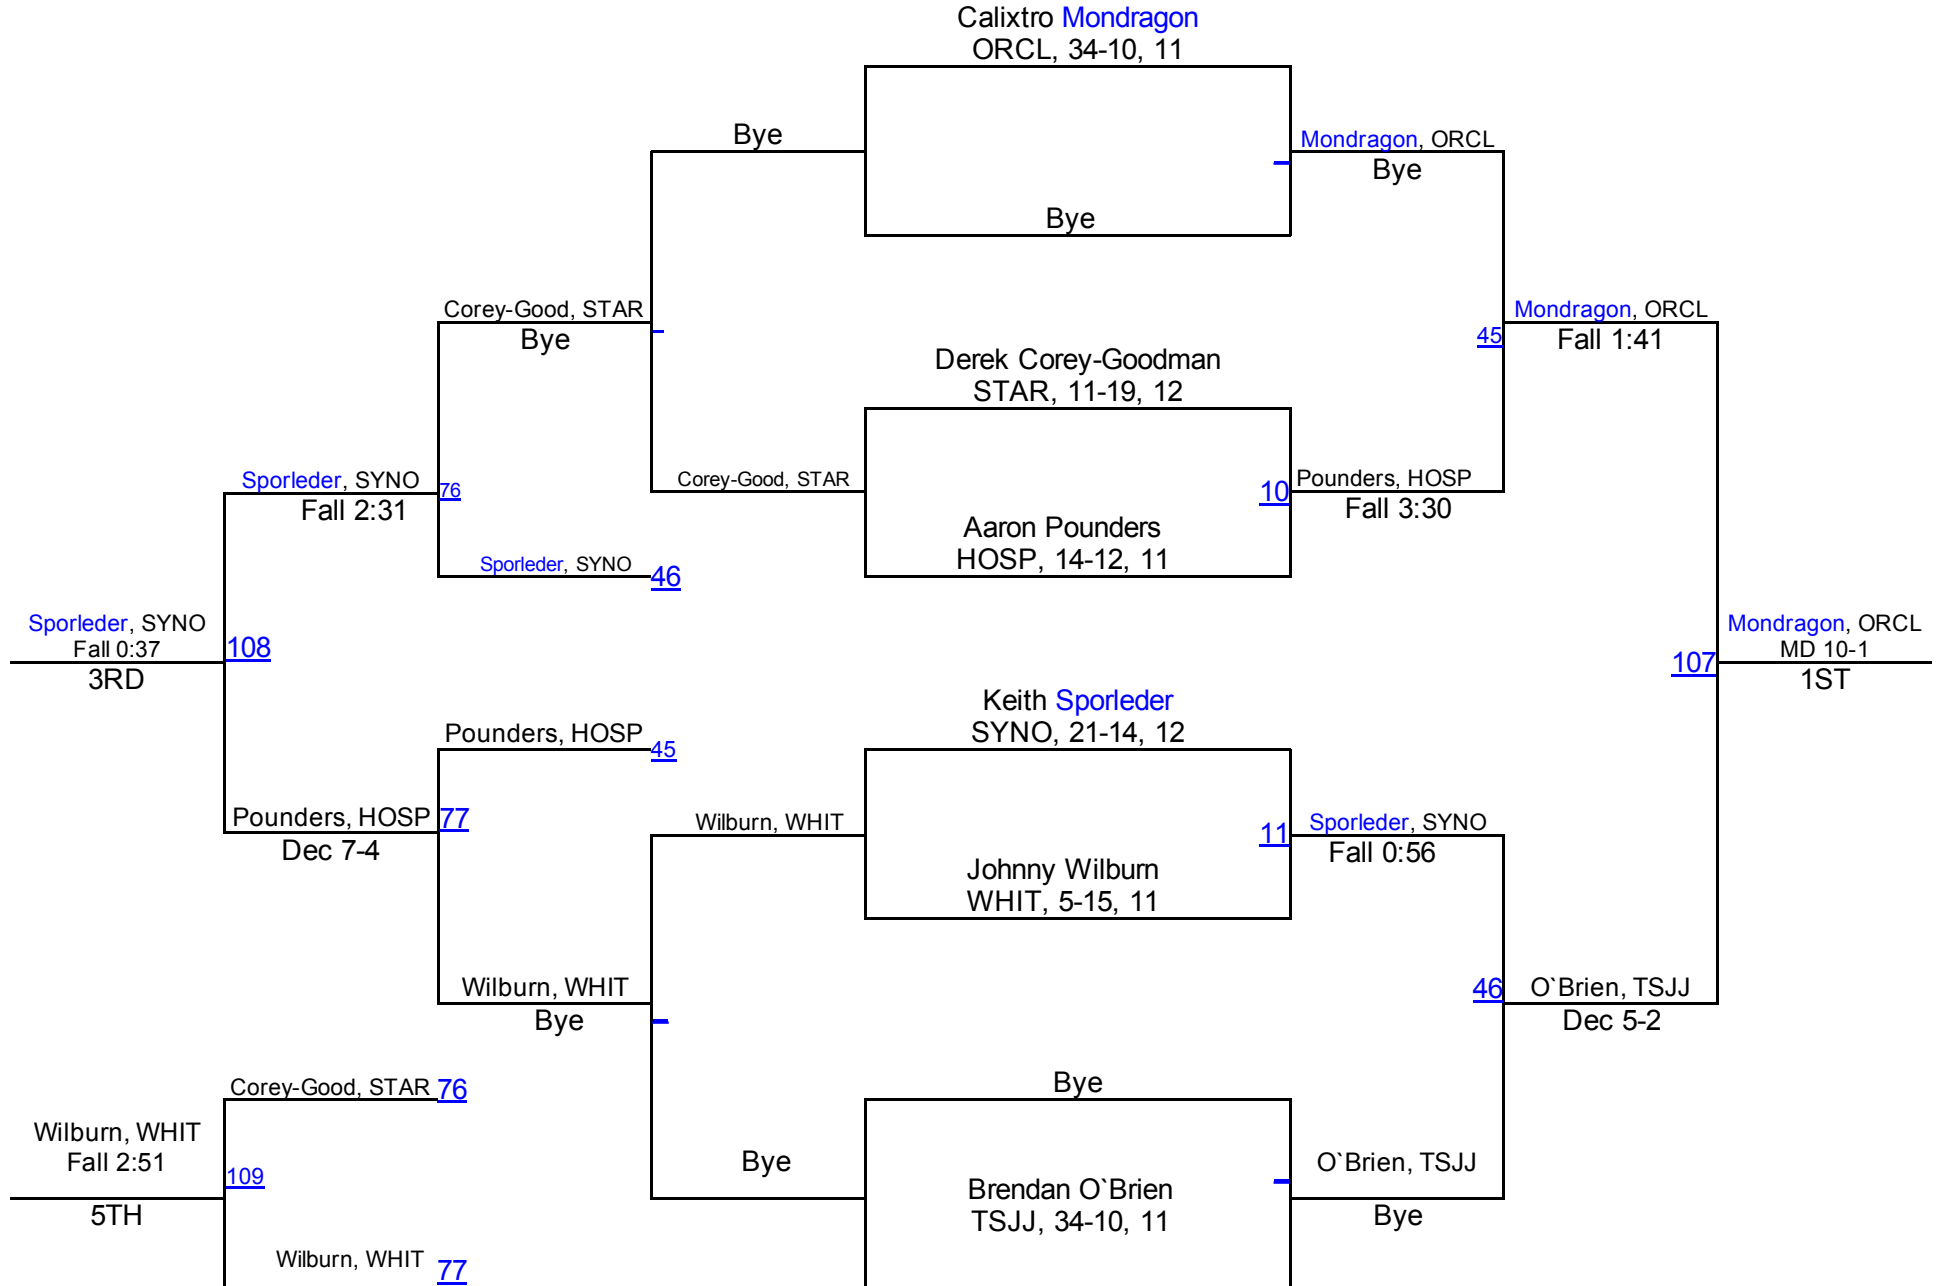 Calixtro Mondragon
ORCL, 34-10, 11
Bye
Mondragon, ORCL
Bye
Bye
Corey-Good, STAR
Bye
Mondragon, ORCL
45
Fall 1:41
Derek Corey-Goodman
STAR, 11-19, 12
Sporleder, SYNO
76
Fall 2:31
Corey-Good, STAR
10
Pounders, HOSP
Fall 3:30
Aaron Pounders
HOSP, 14-12, 11
Sporleder, SYNO
46
Sporleder, SYNO
Fall 0:37
108
3RD
Mondragon, ORCL
MD 10-1
107
1ST
Keith Sporleder
SYNO, 21-14, 12
Pounders, HOSP
45
Pounders, HOSP
77
Dec 7-4
Wilburn, WHIT
11
Sporleder, SYNO
Fall 0:56
Johnny Wilburn
WHIT, 5-15, 11
Wilburn, WHIT
Bye
46
O`Brien, TSJJ
Dec 5-2
Corey-Good, STAR
76
Bye
Wilburn, WHIT
Fall 2:51
109
5TH
Bye
O`Brien, TSJJ
Bye
Brendan O`Brien
TSJJ, 34-10, 11
Wilburn, WHIT
77